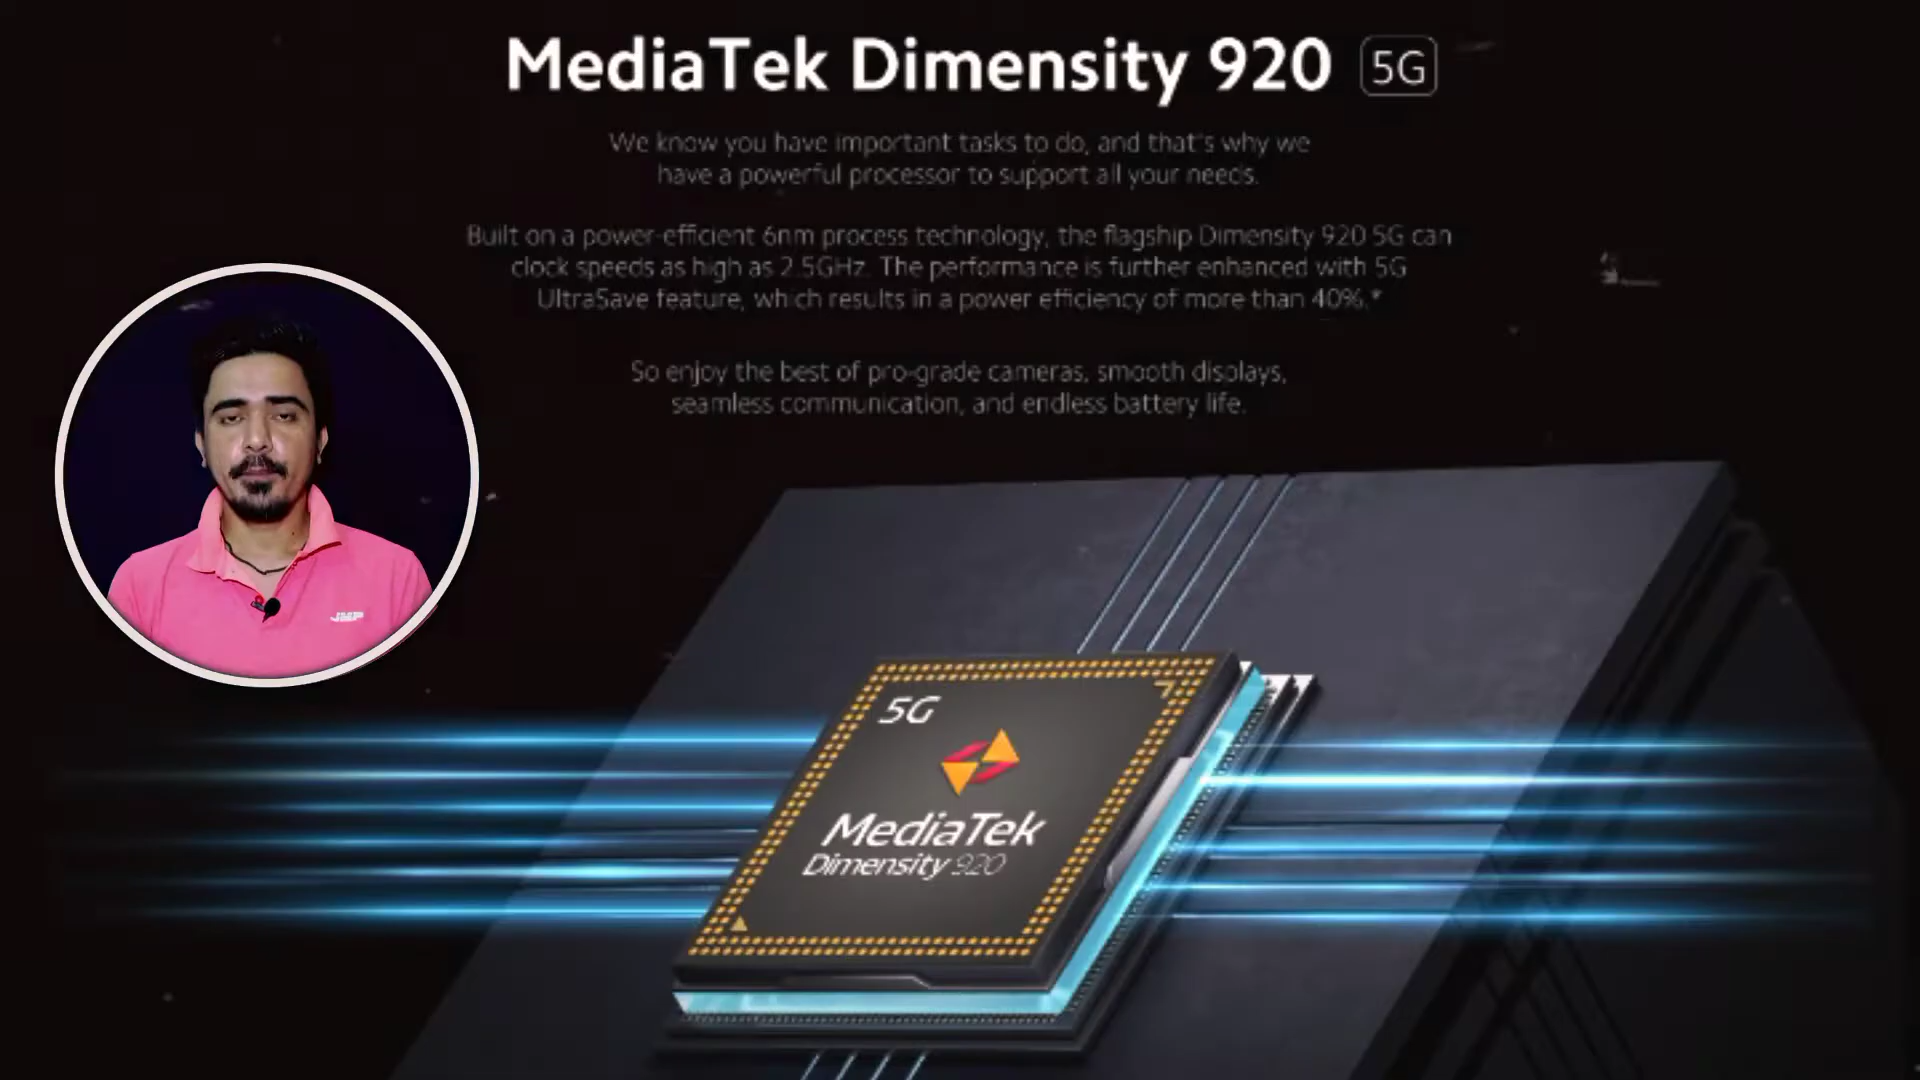 MediaTek Dimensity 920 5G
We know you have important tasks to do, and that's why we
have a powerful processor to support all your needs.
Built on a power-efficient 6nm process technology, the flagship Dimensity 920 5G can
clock speeds as high as 2.5GHz. The performance is further enhanced with 5G
UltraSave feature, which results in a power efficiency of more than 40%.*
So enjoy the best of pro-grade cameras, smooth displays,
seamless communication, and endless battery life.
JMP
5G
MediaTek
Dimensity 920